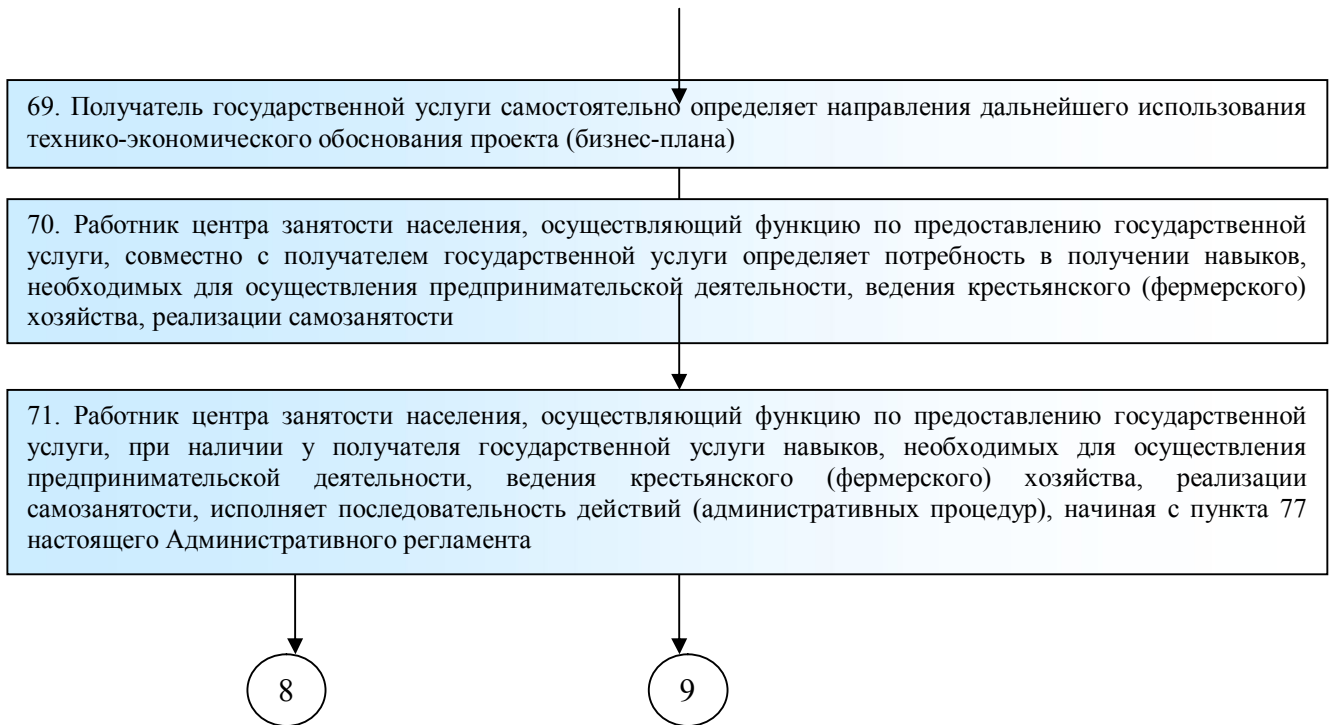 69. Получатель государственной услуги самостоятельно определяет направления дальнейшего использования
технико-экономического обоснования проекта (бизнес-плана)
70. Работник центра занятости населения, осуществляющий функцию по предоставлению государственной
услуги, совместно с получателем государственной услуги определяет потребность в получении навыков,
необходимых для осуществления предпринимательской деятельности, ведения крестьянского (фермерского)
хозяйства, реализации самозанятости
71. Работник центра занятости населения, осуществляющий функцию по предоставлению государственной
услуги, при наличии у получателя государственной услуги навыков, необходимых для осуществления
предпринимательской деятельности, ведения крестьянского (фермерского) хозяйства, реализации
самозанятости, исполняет последовательность действий (административных процедур), начиная с пункта 77
настоящего Административного регламента
8
9